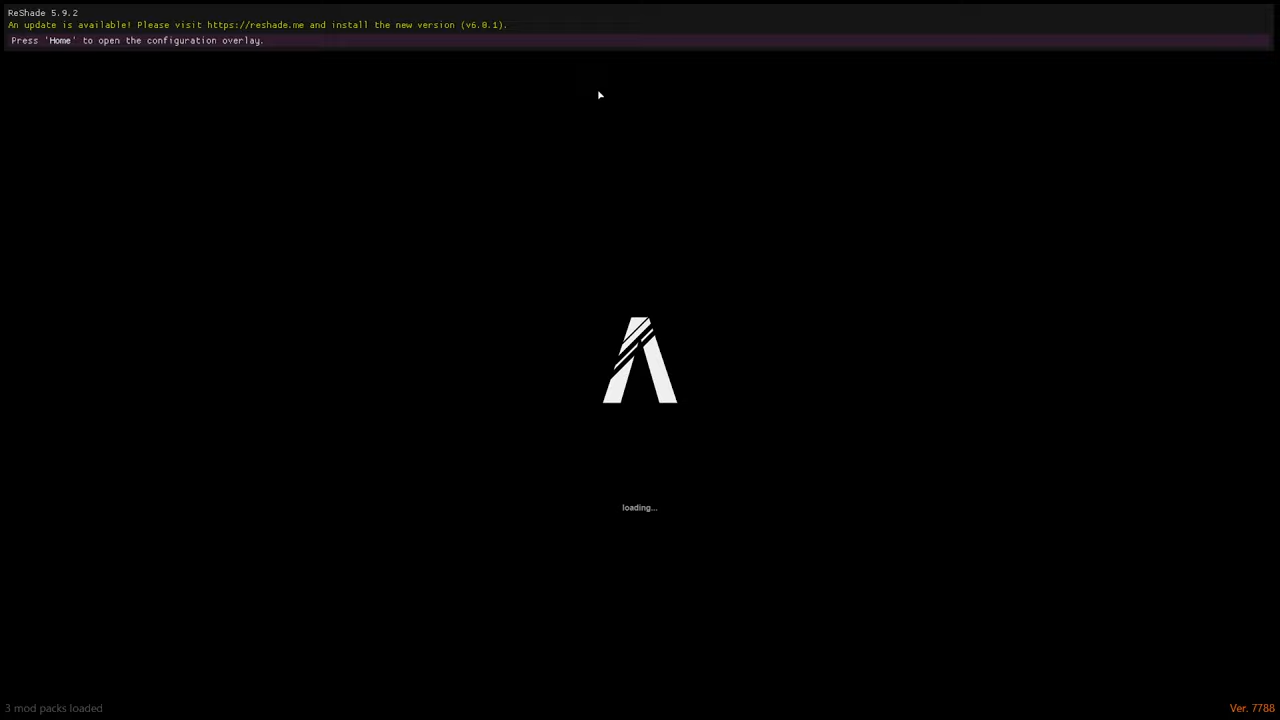 ReShade 5.9.2
An update is available! Please visit https://reshade.me and install the new version (v6.0.1).
Press 'Home' to open the configuration overlay.
loading...
3 mod packs loaded
Ver. 7788